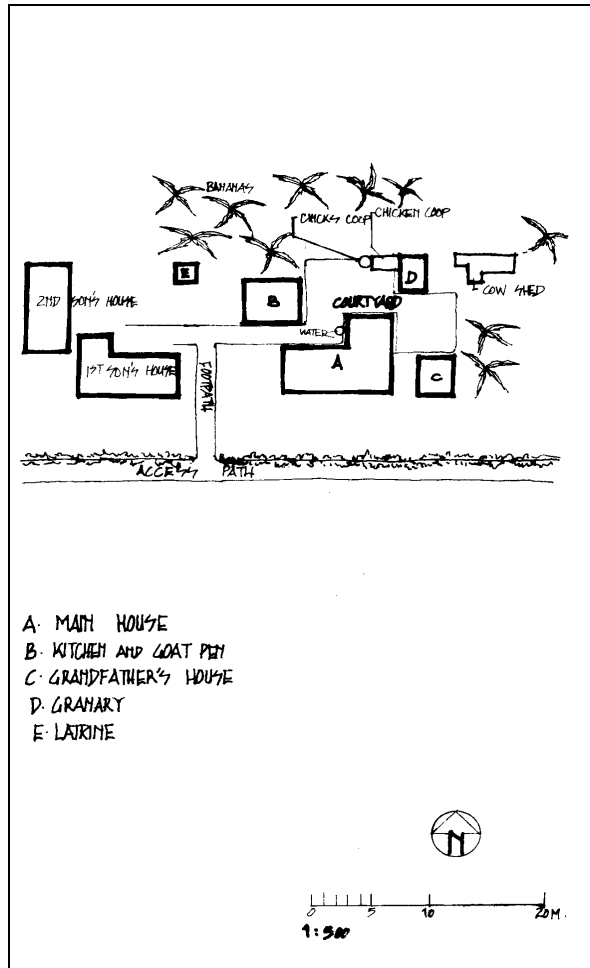 BANANAS
CHICKS COOP
CHICKEN COOP
E
D
2ND SON'S HOUSE
B
COURTYARD
COW SHED
WATER
A
1ST SON'S HOUSE
FOOTPATH
C
ACCESS PATH
A. MAIN HOUSE
B. KITCHEN AND GOAT PEN
C. GRANDFATHER'S HOUSE
D. GRANARY
E. LATRINE
N
0 5 10 20M.
1:500